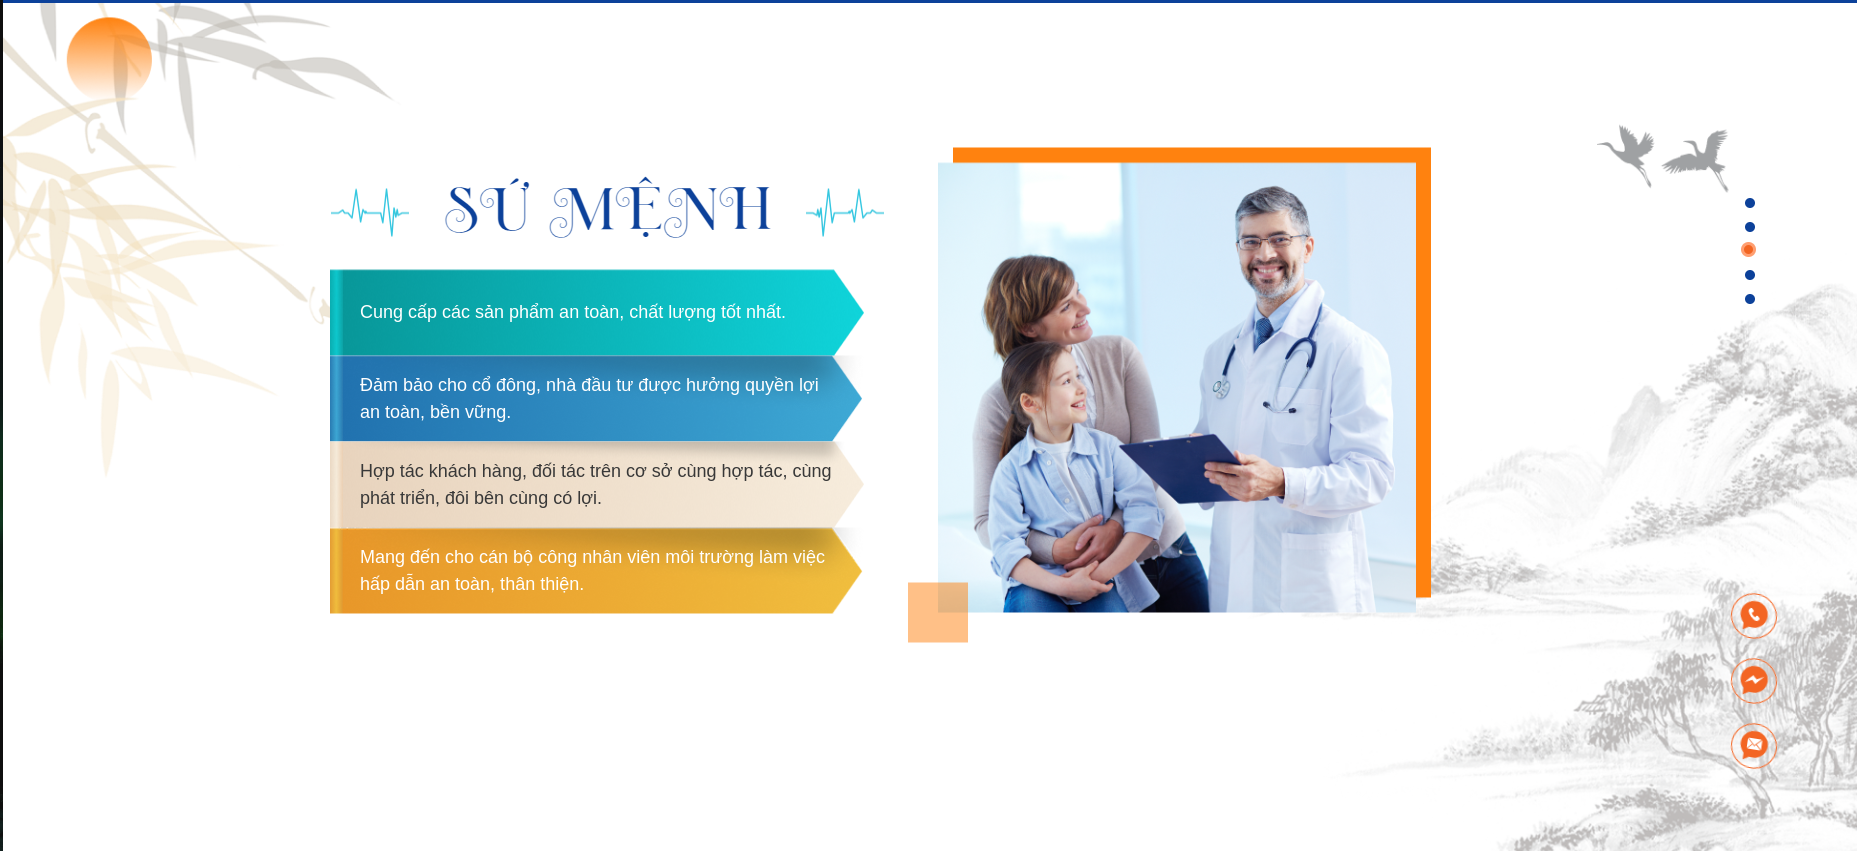 SỨ MỆNH
Cung cấp các sản phẩm an toàn, chất lượng tốt nhất.
Đảm bảo cho cổ đông, nhà đầu tư được hưởng quyền lợi
an toàn, bền vững.
Hợp tác khách hàng, đối tác trên cơ sở cùng hợp tác, cùng
phát triển, đôi bên cùng có lợi.
Mang đến cho cán bộ công nhân viên môi trường làm việc
hấp dẫn an toàn, thân thiện.